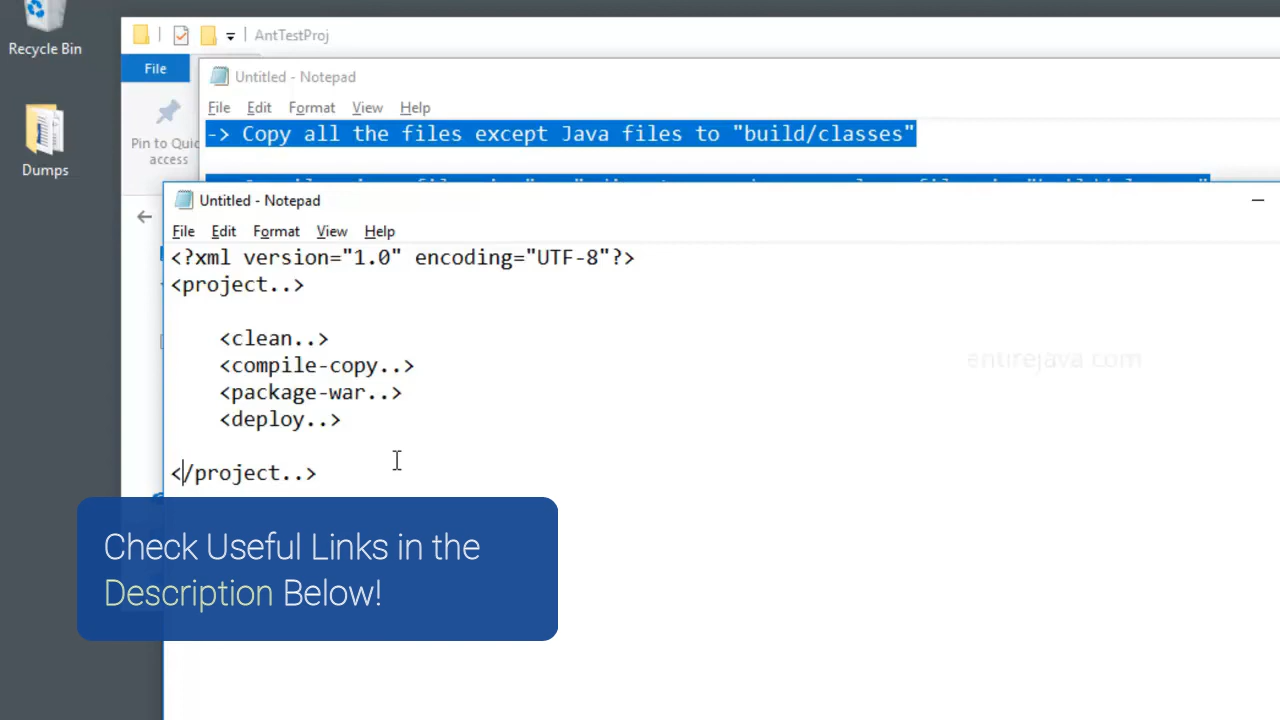 Recycle Bin
AntTestProj
File
Untitled - Notepad
File Edit Format View Help
Pin to Quic
access
-> Copy all the files except Java files to "build/classes"
Dumps
Untitled - Notepad
File Edit Format View Help
<?xml version="1.0" encoding="UTF-8"?>
<project..>
<clean..>
<compile-copy..>
<package-war..>
<deploy..>
</project..>
entirejava.com
Check Useful Links in the
Description Below!